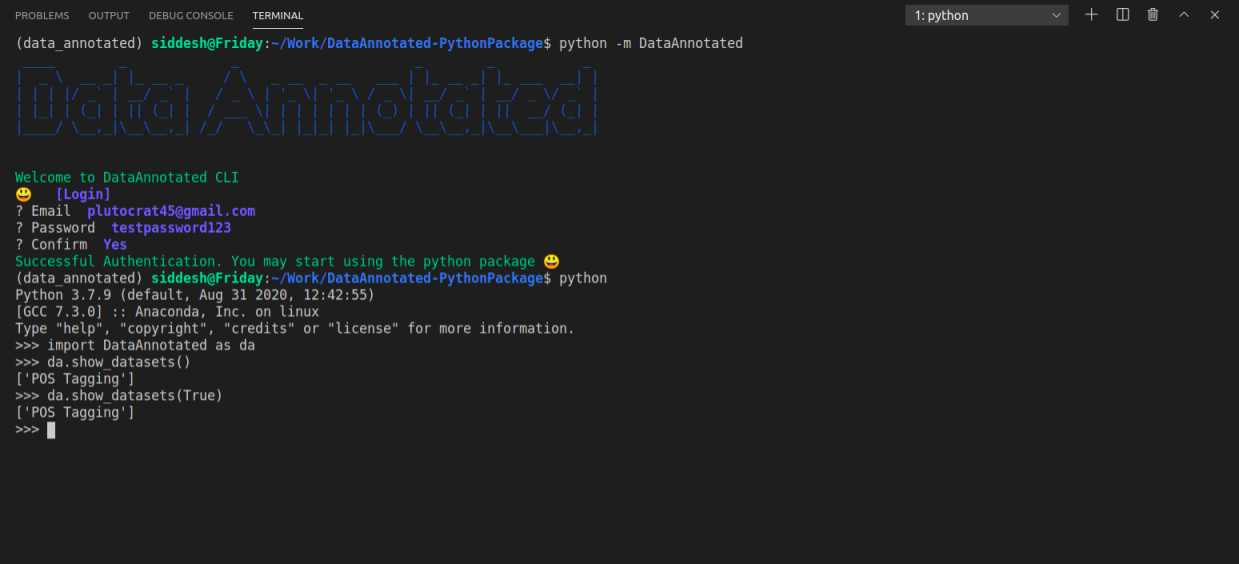 PROBLEMS OUTPUT DEBUG CONSOLE TERMINAL 1: python
(data_annotated) siddesh@Friday:~/Work/DataAnnotated-PythonPackage$ python -m DataAnnotated
Data Annotated
Welcome to DataAnnotated CLI
😃 [Login]
? Email plutocrat45@gmail.com
? Password testpassword123
? Confirm Yes
Successful Authentication. You may start using the python package 😃
(data_annotated) siddesh@Friday:~/Work/DataAnnotated-PythonPackage$ python
Python 3.7.9 (default, Aug 31 2020, 12:42:55)
[GCC 7.3.0] :: Anaconda, Inc. on linux
Type "help", "copyright", "credits" or "license" for more information.
>>> import DataAnnotated as da
>>> da.show_datasets()
['POS Tagging']
>>> da.show_datasets(True)
['POS Tagging']
>>>